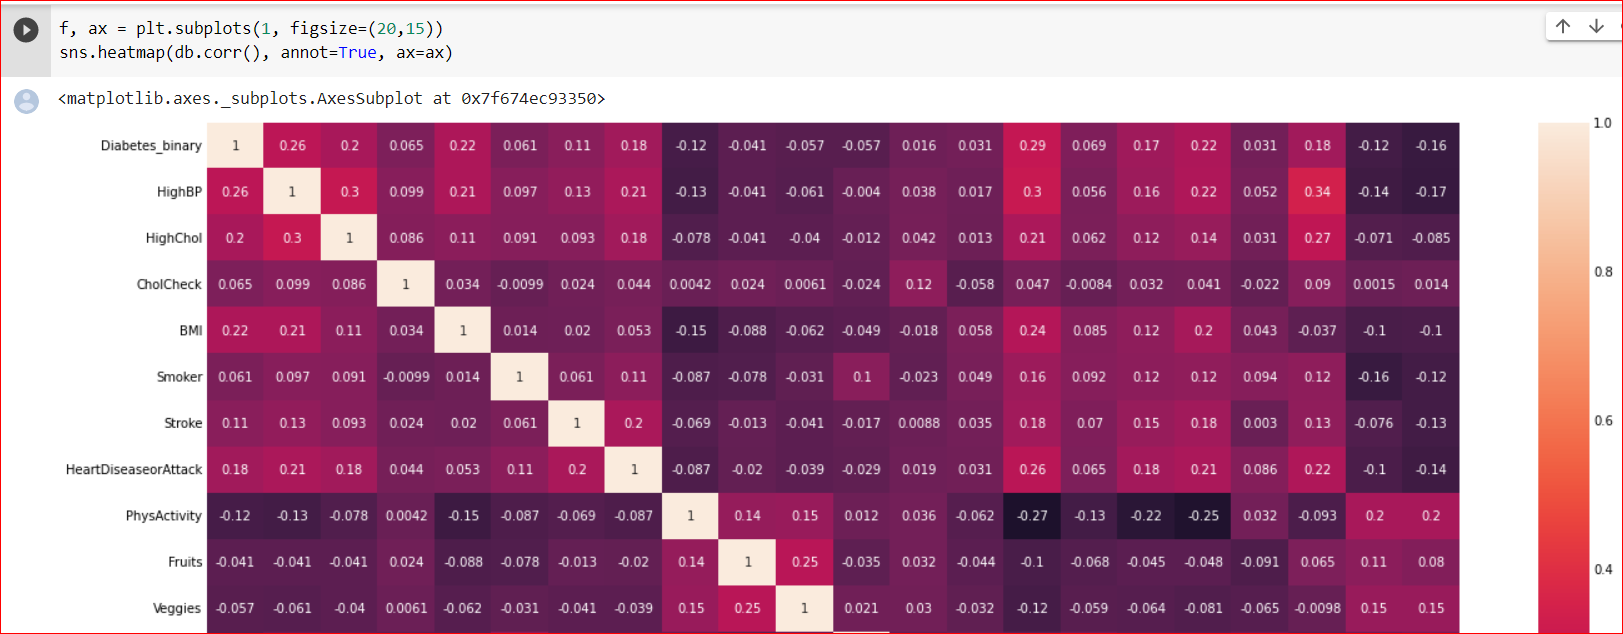 f, ax = plt.subplots(1, figsize=(20,15))
sns.heatmap(db.corr(), annot=True, ax=ax)
<matplotlib.axes._subplots.AxesSubplot at 0x7f674ec93350>
Diabetes_binary 1 0.26 0.2 0.065 0.22 0.061 0.11 0.18 -0.12 -0.041 -0.057 -0.057 0.016 0.031 0.29 0.069 0.17 0.22 0.031 0.18 -0.12 -0.16 1.0
HighBP 0.26 1 0.3 0.099 0.21 0.097 0.13 0.21 -0.13 -0.041 -0.061 -0.004 0.038 0.017 0.3 0.056 0.16 0.22 0.052 0.34 -0.14 -0.17
HighChol 0.2 0.3 1 0.086 0.11 0.091 0.093 0.18 -0.078 -0.041 -0.04 -0.012 0.042 0.013 0.21 0.062 0.12 0.14 0.031 0.27 -0.071 -0.085
CholCheck 0.065 0.099 0.086 1 0.034 -0.0099 0.024 0.044 0.0042 0.024 0.0061 -0.024 0.12 -0.058 0.047 -0.0084 0.032 0.041 -0.022 0.09 0.0015 0.014 0.8
BMI 0.22 0.21 0.11 0.034 1 0.014 0.02 0.053 -0.15 -0.088 -0.062 -0.049 -0.018 0.058 0.24 0.085 0.12 0.2 0.043 -0.037 -0.1 -0.1
Smoker 0.061 0.097 0.091 -0.0099 0.014 1 0.061 0.11 -0.087 -0.078 -0.031 0.1 -0.023 0.049 0.16 0.092 0.12 0.12 0.094 0.12 -0.16 -0.12
Stroke 0.11 0.13 0.093 0.024 0.02 0.061 1 0.2 -0.069 -0.013 -0.041 -0.017 0.0088 0.035 0.18 0.07 0.15 0.18 0.003 0.13 -0.076 -0.13 0.6
HeartDiseaseorAttack 0.18 0.21 0.18 0.044 0.053 0.11 0.2 1 -0.087 -0.02 -0.039 -0.029 0.019 0.031 0.26 0.065 0.18 0.21 0.086 0.22 -0.1 -0.14
PhysActivity -0.12 -0.13 -0.078 0.0042 -0.15 -0.087 -0.069 -0.087 1 0.14 0.15 0.012 0.036 -0.062 -0.27 -0.13 -0.22 -0.25 0.032 -0.093 0.2 0.2
Fruits -0.041 -0.041 -0.041 0.024 -0.088 -0.078 -0.013 -0.02 0.14 1 0.25 -0.035 0.032 -0.044 -0.1 -0.068 -0.045 -0.048 -0.091 0.065 0.11 0.08 0.4
Veggies -0.057 -0.061 -0.04 0.0061 -0.062 -0.031 -0.041 -0.039 0.15 0.25 1 0.021 0.03 -0.032 -0.12 -0.059 -0.064 -0.081 -0.065 -0.0098 0.15 0.15